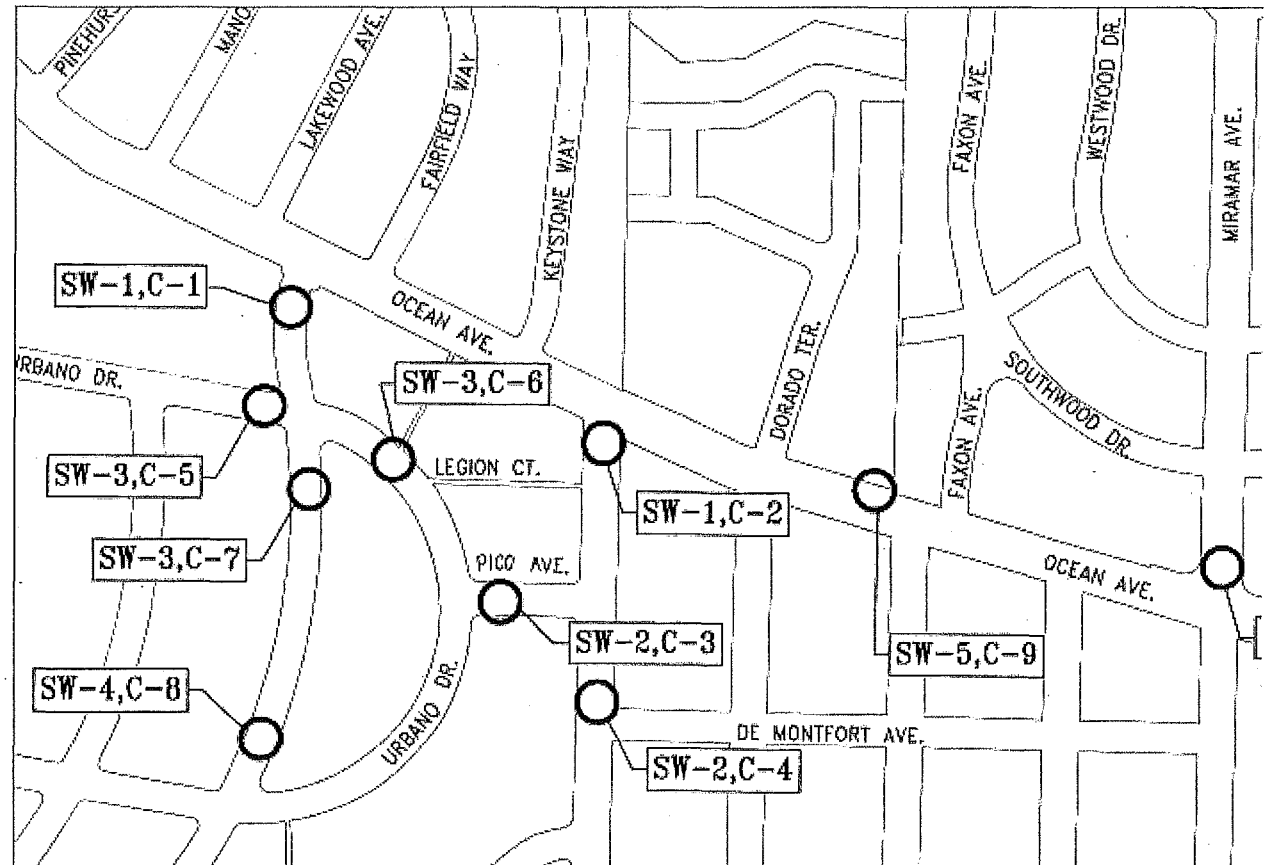 PINEHURS
MANO
LAKEWOOD AVE.
FAIRFIELD WAY
KEYSTONE WAY
FAXON AVE.
WESTWOOD DR.
MIRAMAR AVE.
SW-1,C-1
OCEAN AVE.
DORADO TER.
SOUTHWOOD DR.
URBANO DR.
SW-3,C-6
SW-3,C-5
LEGION CT.
FAXON AVE.
SW-1,C-2
SW-3,C-7
PICO AVE.
OCEAN AVE.
SW-2,C-3
SW-5,C-9
SW-4,C-8
URBANO DR.
DE MONTFORT AVE.
SW-2,C-4